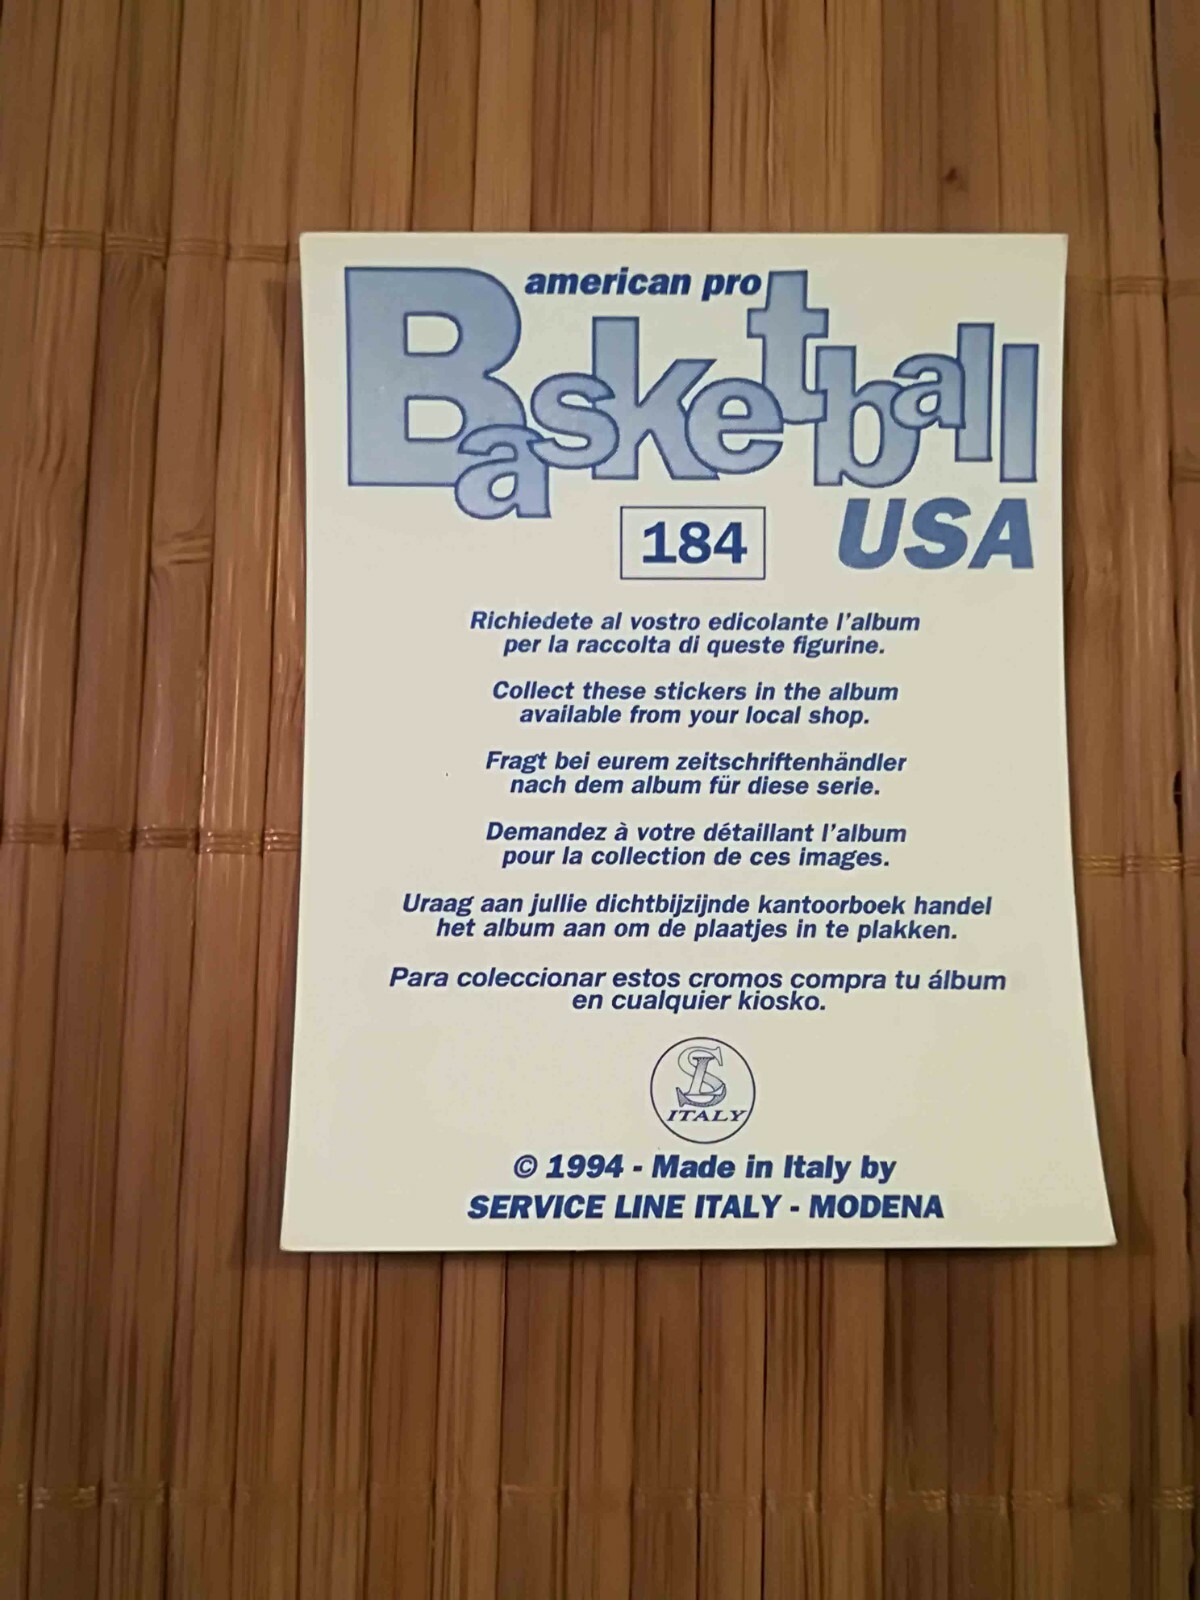 american pro
Basketball
184
USA
Richiedete al vostro edicolante l'album
per la raccolta di queste figurine.
Collect these stickers in the album
available from your local shop.
Fragt bei eurem zeitschriftenhändler
nach dem album für diese serie.
Demandez à votre détaillant l'album
pour la collection de ces images.
Uraag aan jullie dichtbijzijnde kantoorboek handel
het album aan om de plaatjes in te plakken.
Para coleccionar estos cromos compra tu álbum
en cualquier kiosko.
SL
ITALY
© 1994 - Made in Italy by
SERVICE LINE ITALY - MODENA